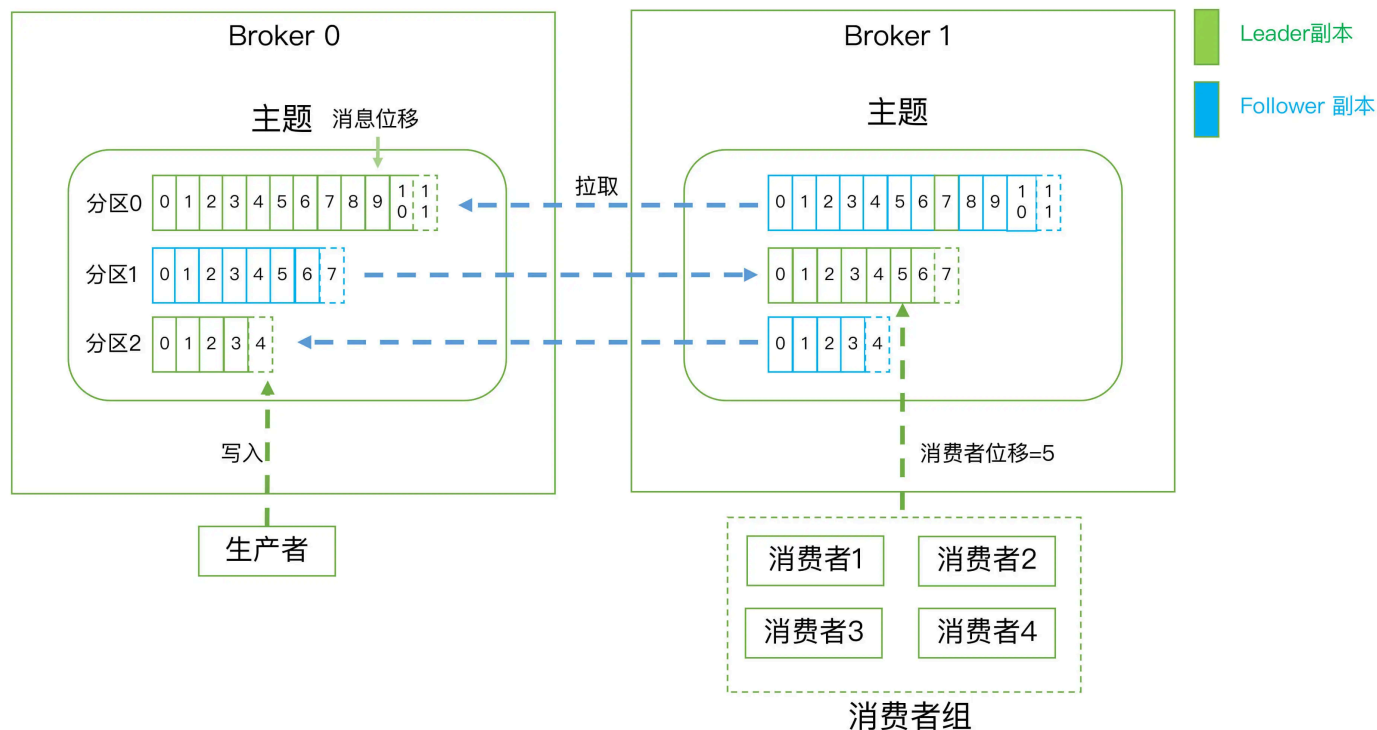 Broker 0
Broker 1
Leader副本
Follower 副本
主题
消息位移
主题
分区0
0 1 2 3 4 5 6 7 8 9 10 11
拉取
0 1 2 3 4 5 6 7 8 9 10 11
分区1
0 1 2 3 4 5 6 7
0 1 2 3 4 5 6 7
分区2
0 1 2 3 4
0 1 2 3 4
写入
消费者位移=5
生产者
消费者1
消费者2
消费者3
消费者4
消费者组